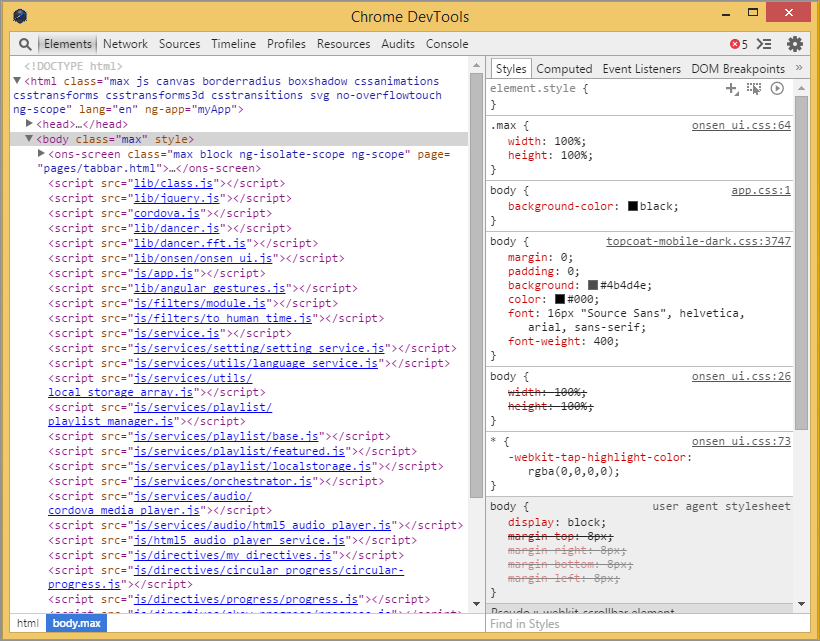 Chrome DevTools
Elements Network Sources Timeline Profiles Resources Audits Console
5
<!DOCTYPE html>
<html class="max js canvas borderradius boxshadow cssanimations
csstransforms csstransforms3d csstransitions svg no-overflowtouch
ng-scope" lang="en" ng-app="myApp">
<head>…</head>
<body class="max" style>
<ons-screen class="max block ng-isolate-scope ng-scope" page=
"pages/tabbar.html">…</ons-screen>
<script src="lib/class.js"></script>
<script src="lib/jquery.js"></script>
<script src="cordova.js"></script>
<script src="lib/dancer.js"></script>
<script src="lib/dancer.fft.js"></script>
<script src="lib/onsen/onsen_ui.js"></script>
<script src="js/app.js"></script>
<script src="lib/angular_gestures.js"></script>
<script src="js/filters/module.js"></script>
<script src="js/filters/to_human_time.js"></script>
<script src="js/service.js"></script>
<script src="js/services/setting/setting_service.js"></script>
<script src="js/services/utils/language_service.js"></script>
<script src="js/services/utils/
local_storage_array.js"></script>
<script src="js/services/playlist/
playlist_manager.js"></script>
<script src="js/services/playlist/base.js"></script>
<script src="js/services/playlist/featured.js"></script>
<script src="js/services/playlist/localstorage.js"></script>
<script src="js/services/orchestrator.js"></script>
<script src="js/services/audio/
cordova_media_player.js"></script>
<script src="js/services/audio/html5_audio_player.js"></script>
<script src="js/html5_audio_player_service.js"></script>
<script src="js/directives/my_directives.js"></script>
<script src="js/directives/circular_progress/circular-
progress.js"></script>
<script src="js/directives/progress/progress.js"></script>
html body.max
Styles Computed Event Listeners DOM Breakpoints »
element.style {
}
.max { onsen_ui.css:64
width: 100%;
height: 100%;
}
body { app.css:1
background-color: black;
}
body { topcoat-mobile-dark.css:3747
margin: 0;
padding: 0;
background: #4b4d4e;
color: #000;
font: 16px "Source Sans", helvetica,
arial, sans-serif;
font-weight: 400;
}
body { onsen_ui.css:26
width: 100%;
height: 100%;
}
* { onsen_ui.css:73
-webkit-tap-highlight-color:
rgba(0,0,0,0);
}
body { user agent stylesheet
display: block;
margin-top: 8px;
margin-right: 8px;
margin-bottom: 8px;
margin-left: 8px;
}
Find in Styles